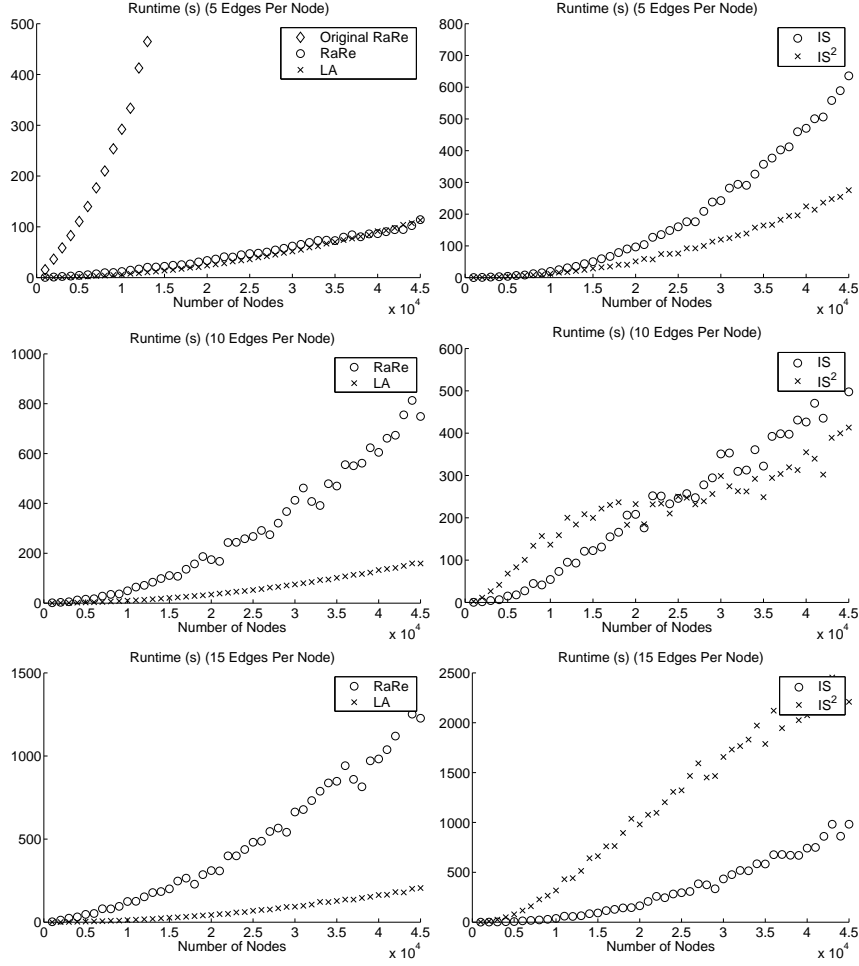 Runtime (s) (5 Edges Per Node)
500
400
300
200
100
0
Original RaRe
RaRe
LA
0 0.5 1 1.5 2 2.5 3 3.5 4 4.5
Number of Nodes
x 10^4
Runtime (s) (5 Edges Per Node)
800
700
600
500
400
300
200
100
0
IS
IS^2
0 0.5 1 1.5 2 2.5 3 3.5 4 4.5
Number of Nodes
x 10^4
Runtime (s) (10 Edges Per Node)
1000
800
600
400
200
0
RaRe
LA
0 0.5 1 1.5 2 2.5 3 3.5 4 4.5
Number of Nodes
x 10^4
Runtime (s) (10 Edges Per Node)
600
500
400
300
200
100
0
IS
IS^2
0 0.5 1 1.5 2 2.5 3 3.5 4 4.5
Number of Nodes
x 10^4
Runtime (s) (15 Edges Per Node)
1500
1000
500
0
RaRe
LA
0 0.5 1 1.5 2 2.5 3 3.5 4 4.5
Number of Nodes
x 10^4
Runtime (s) (15 Edges Per Node)
2500
2000
1500
1000
500
0
IS
IS^2
0 0.5 1 1.5 2 2.5 3 3.5 4 4.5
Number of Nodes
x 10^4